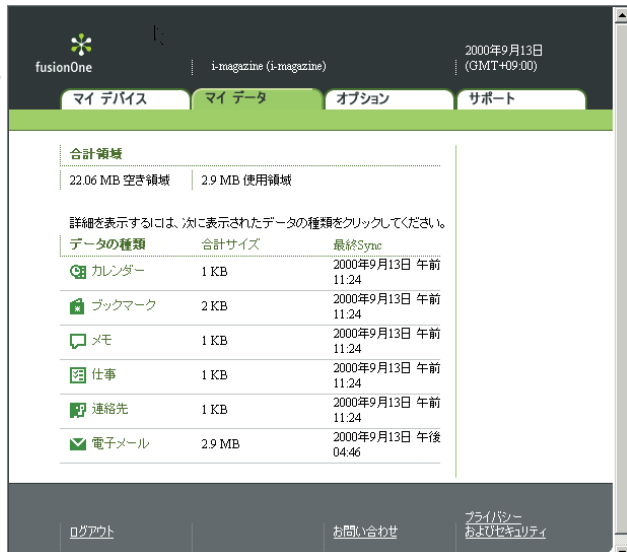 fusionOne
i-magazine (i-magazine)
2000年9月13日
(GMT+09:00)
マイ デバイス マイ データ オプション サポート
合計領域
22.06 MB 空き領域 2.9 MB 使用領域
詳細を表示するには、次に表示されたデータの種類をクリックしてください。
データの種類 合計サイズ 最終Sync
カレンダー 1 KB 2000年9月13日 午前
11:24
ブックマーク 2 KB 2000年9月13日 午前
11:24
メモ 1 KB 2000年9月13日 午前
11:24
仕事 1 KB 2000年9月13日 午前
11:24
連絡先 1 KB 2000年9月13日 午前
11:24
電子メール 2.9 MB 2000年9月13日 午後
04:46
ログアウト お問い合わせ プライバシー
およびセキュリティ